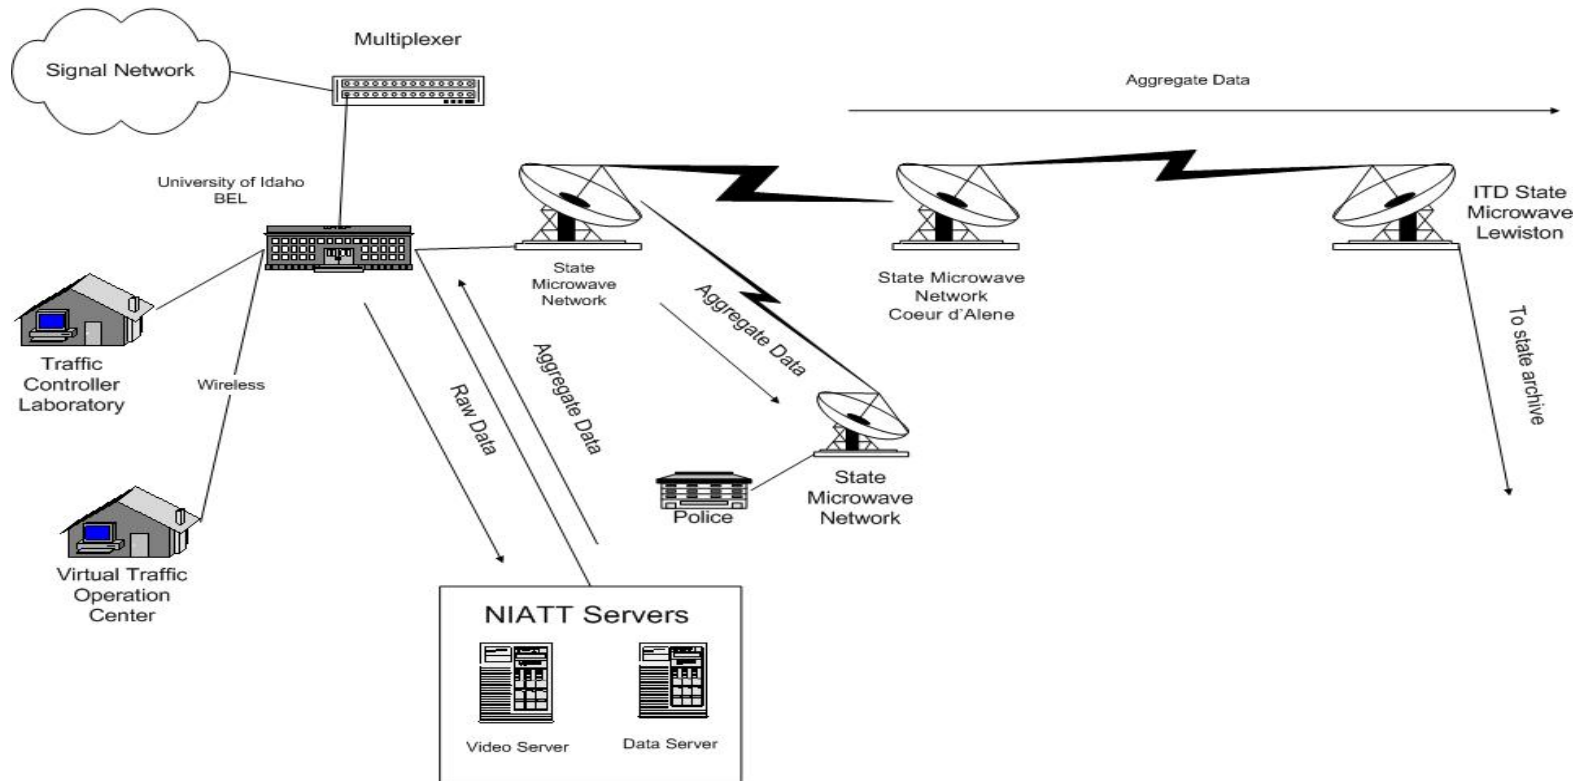 Multiplexer
Signal Network
Aggregate Data
University of Idaho
BEL
ITD State
Microwave
Lewiston
State
Microwave
Network
State Microwave
Network
Coeur d'Alene
Aggregate Data
To state archive
Traffic
Controller
Laboratory
Wireless
Raw Data
Aggregate Data
State
Microwave
Network
Police
Virtual Traffic
Operation
Center
NIATT Servers
Video Server
Data Server